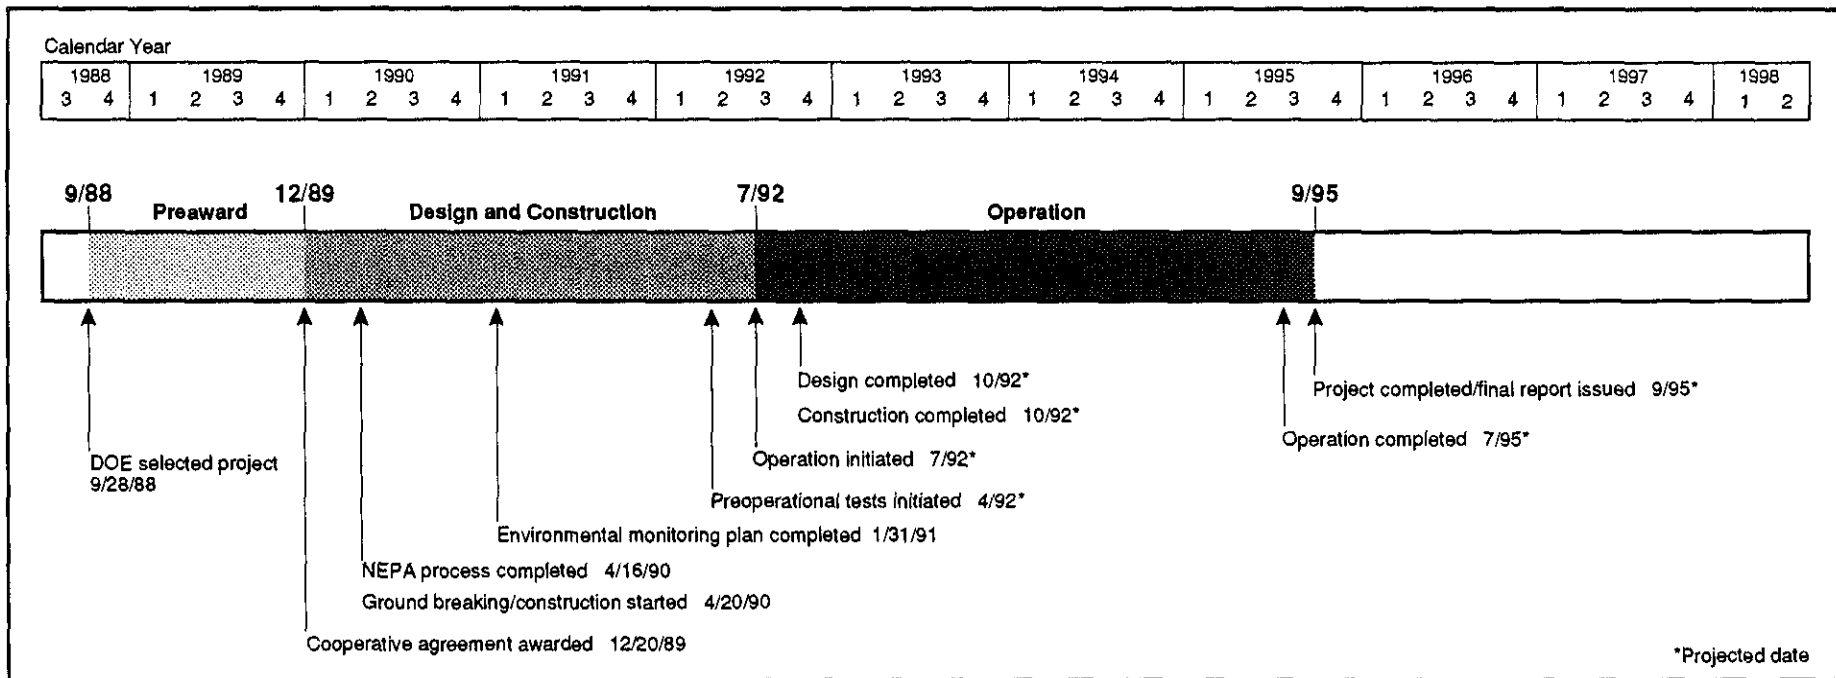 Calendar Year
1988 1989 1990 1991 1992 1993 1994 1995 1996 1997 1998
3 4 1 2 3 4 1 2 3 4 1 2 3 4 1 2 3 4 1 2 3 4 1 2 3 4 1 2 3 4 1 2 3 4 1 2 3 4 1 2
9/88 12/89 7/92 9/95
Preaward Design and Construction Operation
Design completed 10/92*
Project completed/final report issued 9/95*
Construction completed 10/92*
Operation completed 7/95*
Operation initiated 7/92*
DOE selected project
9/28/88
Preoperational tests initiated 4/92*
Environmental monitoring plan completed 1/31/91
NEPA process completed 4/16/90
Ground breaking/construction started 4/20/90
Cooperative agreement awarded 12/20/89
*Projected date